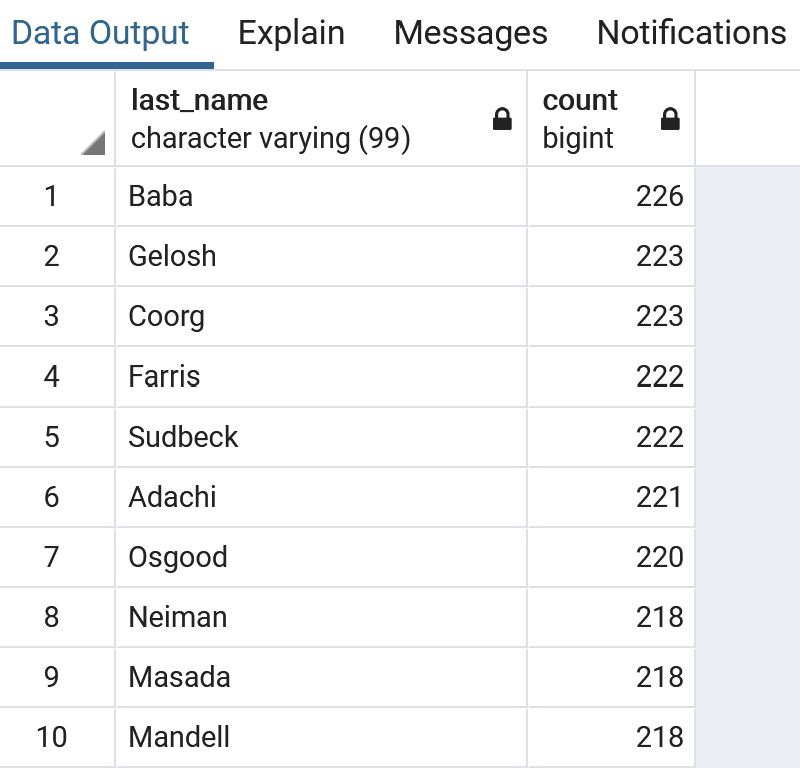 Data Output Explain Messages Notifications
last_name count
character varying (99) bigint
1 Baba 226
2 Gelosh 223
3 Coorg 223
4 Farris 222
5 Sudbeck 222
6 Adachi 221
7 Osgood 220
8 Neiman 218
9 Masada 218
10 Mandell 218